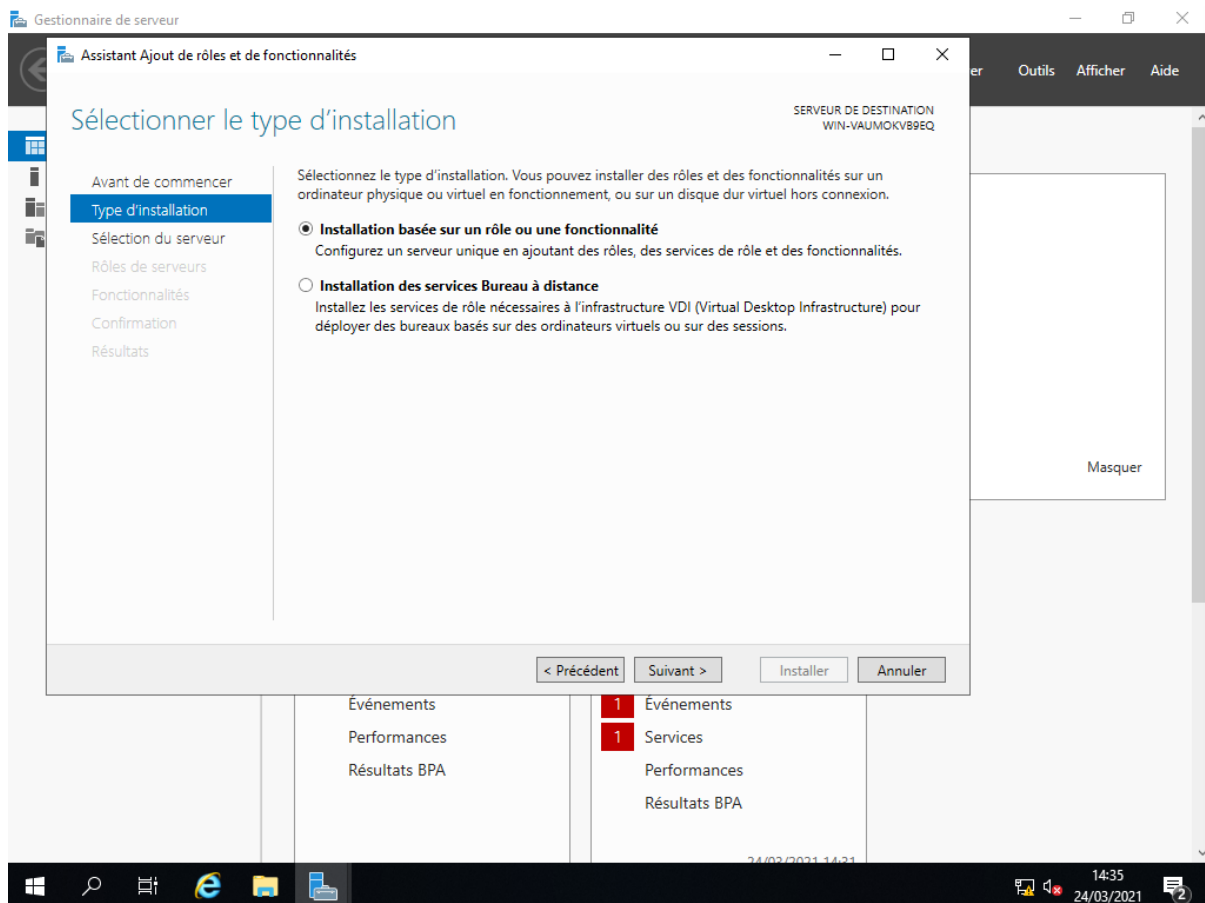 Gestionnaire de serveur
Assistant Ajout de rôles et de fonctionnalités
er Outils Afficher Aide
Sélectionner le type d’installation
SERVEUR DE DESTINATION
WIN-VAUMOKVB9EQ
Avant de commencer
Type d’installation
Sélection du serveur
Rôles de serveurs
Fonctionnalités
Confirmation
Résultats
Sélectionnez le type d’installation. Vous pouvez installer des rôles et des fonctionnalités sur un
ordinateur physique ou virtuel en fonctionnement, ou sur un disque dur virtuel hors connexion.
Installation basée sur un rôle ou une fonctionnalité
Configurez un serveur unique en ajoutant des rôles, des services de rôle et des fonctionnalités.
Installation des services Bureau à distance
Installez les services de rôle nécessaires à l’infrastructure VDI (Virtual Desktop Infrastructure) pour
déployer des bureaux basés sur des ordinateurs virtuels ou sur des sessions.
Masquer
< Précédent Suivant > Installer Annuler
Événements
Performances
Résultats BPA
1 Événements
1 Services
Performances
Résultats BPA
24/03/2021 14:31
14:35
24/03/2021
2